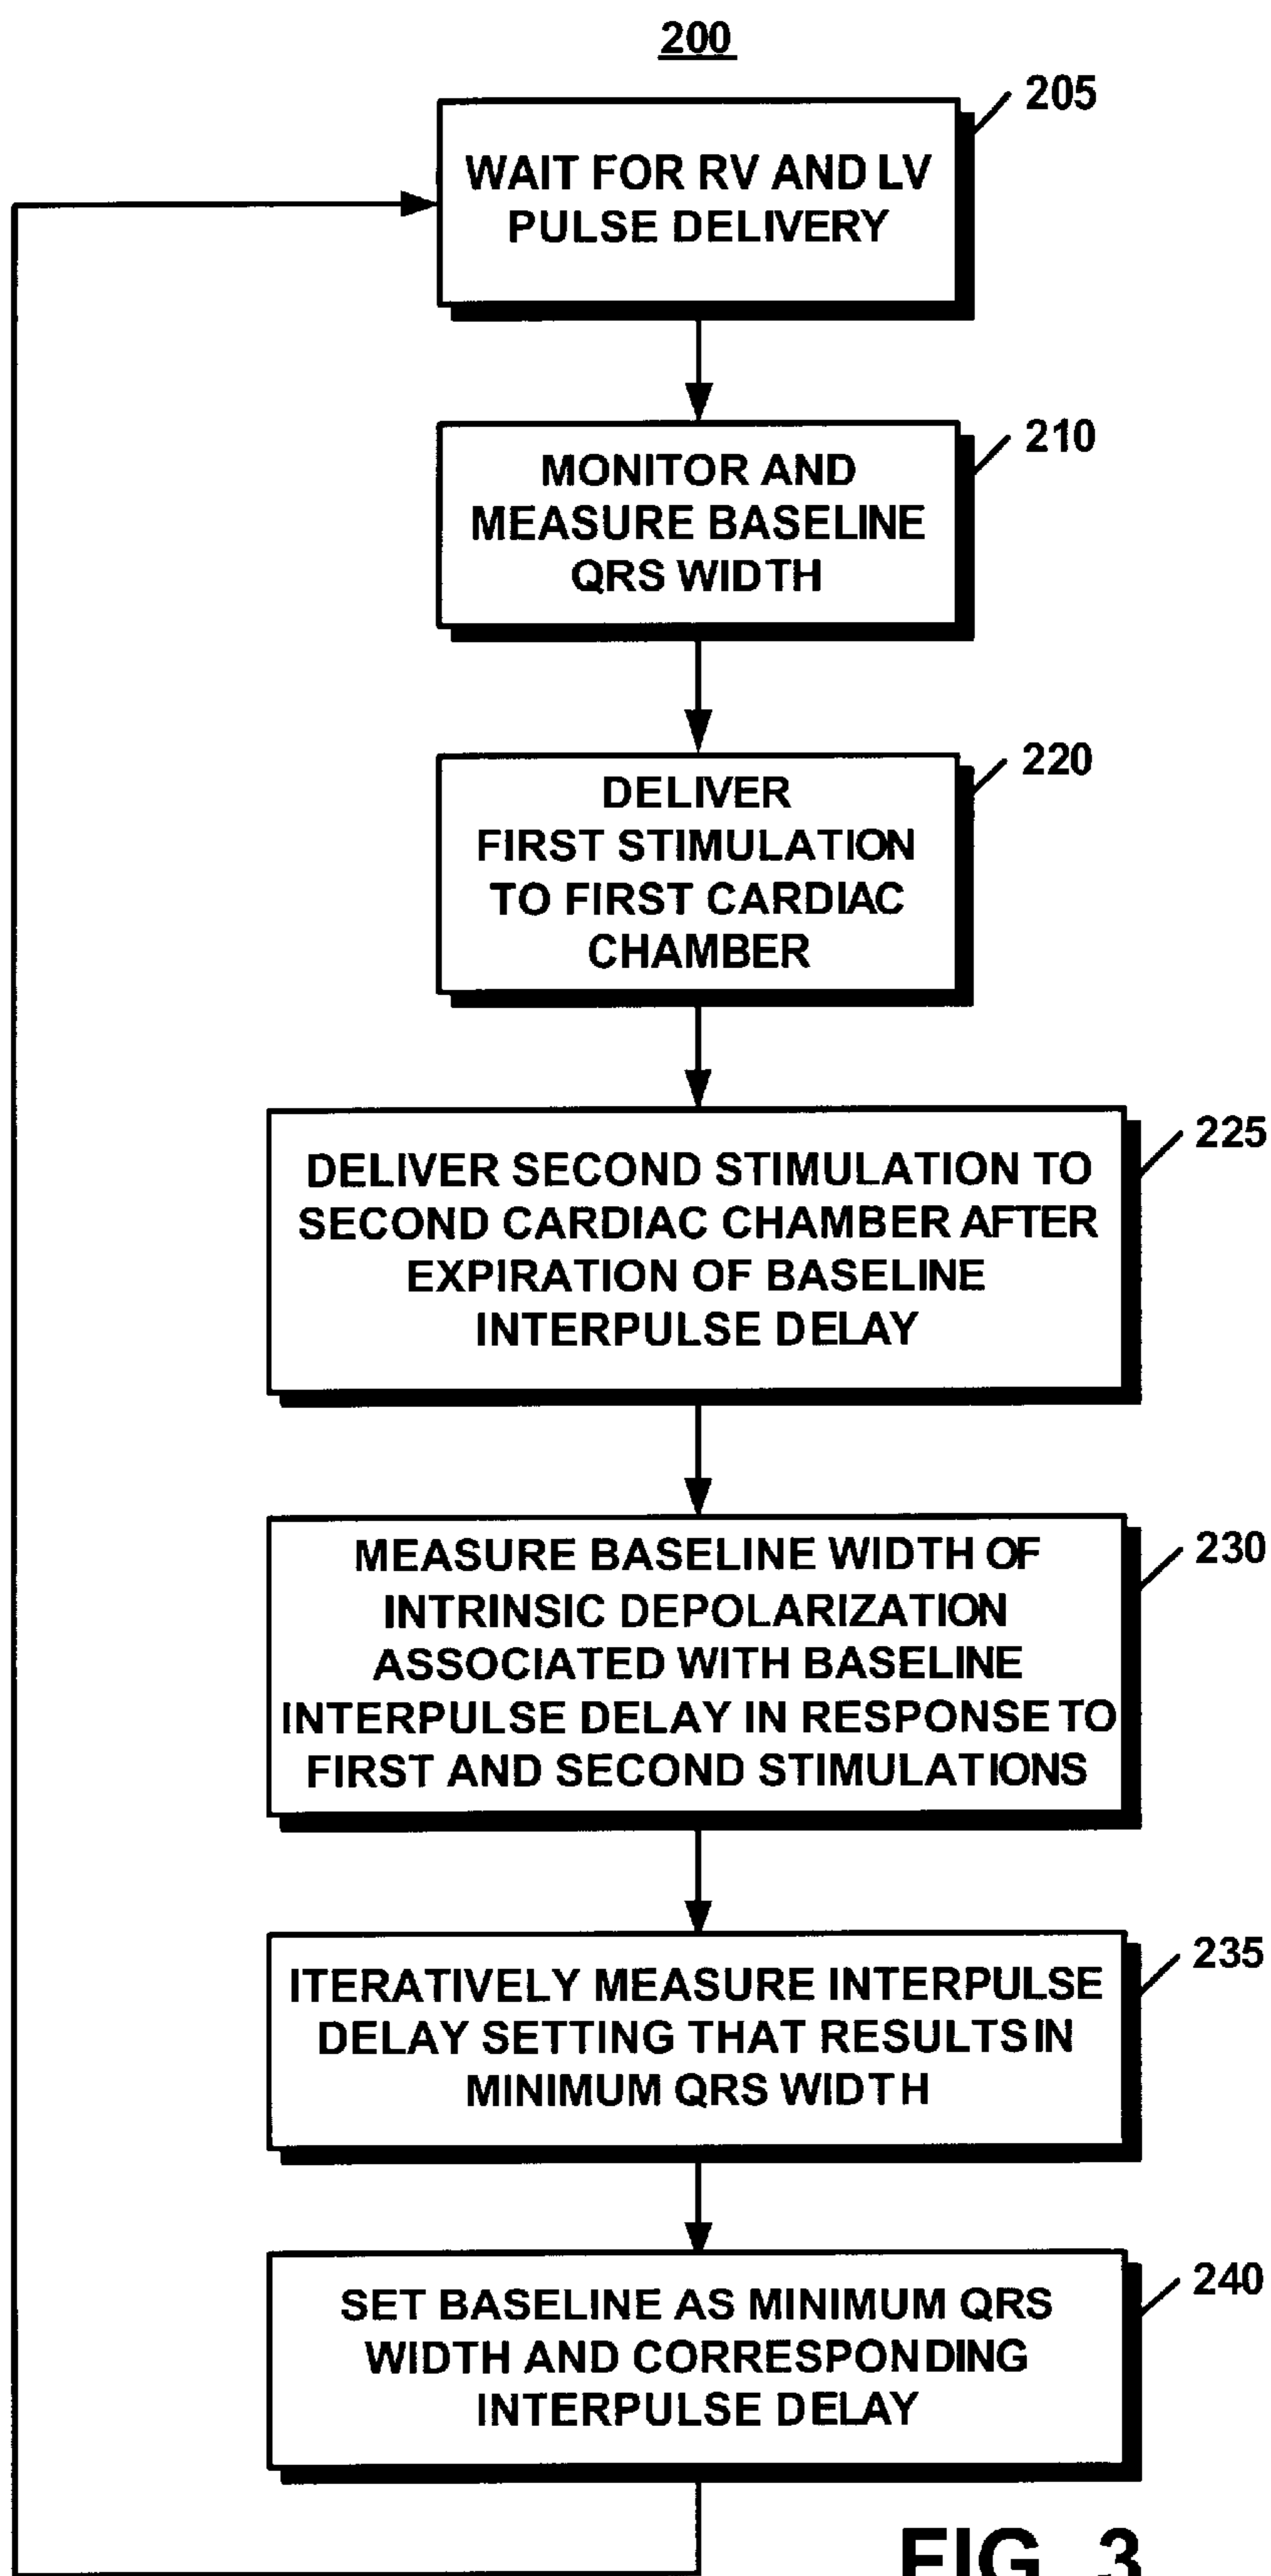 200
205
WAIT FOR RV AND LV
PULSE DELIVERY
210
MONITOR AND
MEASURE BASELINE
QRS WIDTH
220
DELIVER
FIRST STIMULATION
TO FIRST CARDIAC
CHAMBER
225
DELIVER SECOND STIMULATION TO
SECOND CARDIAC CHAMBER AFTER
EXPIRATION OF BASELINE
INTERPULSE DELAY
230
MEASURE BASELINE WIDTH OF
INTRINSIC DEPOLARIZATION
ASSOCIATED WITH BASELINE
INTERPULSE DELAY IN RESPONSE TO
FIRST AND SECOND STIMULATIONS
235
ITERATIVELY MEASURE INTERPULSE
DELAY SETTING THAT RESULTS IN
MINIMUM QRS WIDTH
240
SET BASELINE AS MINIMUM QRS
WIDTH AND CORRESPONDING
INTERPULSE DELAY
FIG. 3